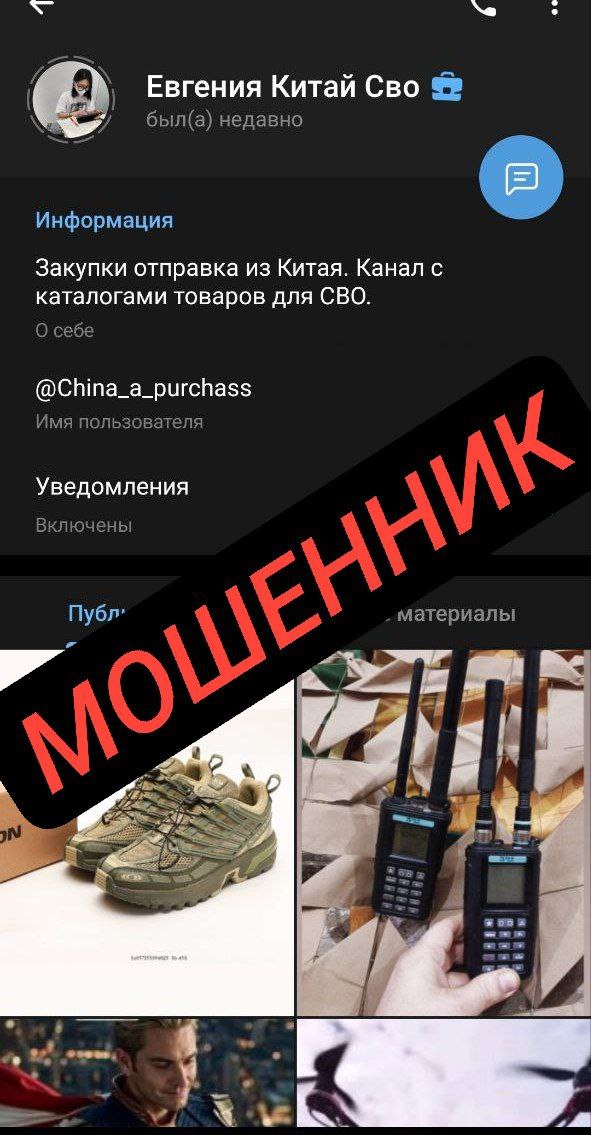 Евгения Китай Сво
был(а) недавно
Информация
Закупки отправка из Китая. Канал с
каталогами товаров для СВО.
О себе
@China_a_purchass
Имя пользователя
Уведомления
Включены
МОШЕННИК
материалы